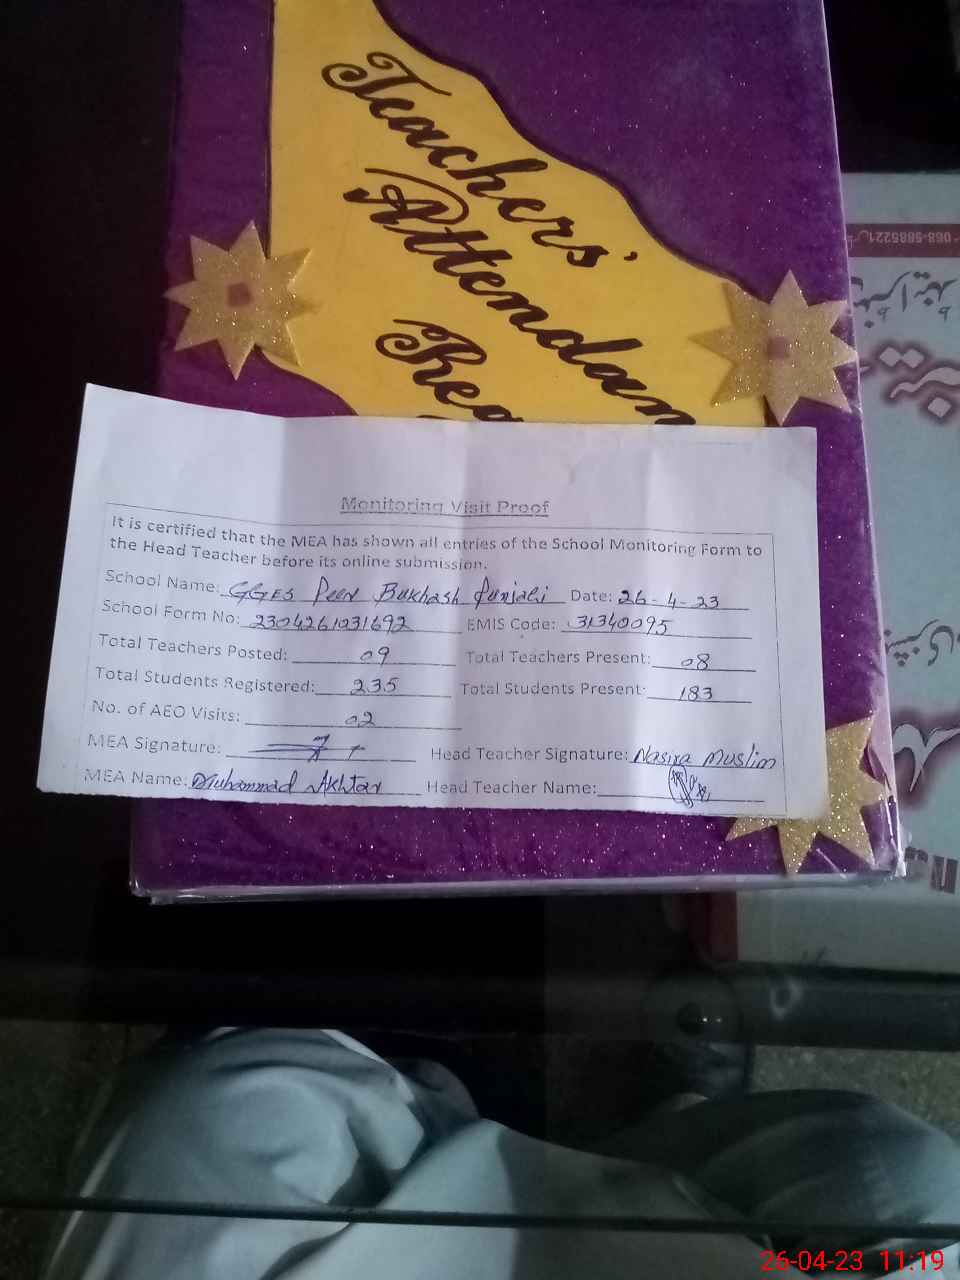 Teachers'
Attendan
Reg
Monitoring Visit Proof
It is certified that the MEA has shown all entries of the School Monitoring Form to
the Head Teacher before its online submission.
School Name: GGES Peer Bukhash Punjabi Date: 26-4-23
School Form No: 2304261031692 EMIS Code: 31340095
Total Teachers Posted: 09 Total Teachers Present: 08
Total Students Registered: 235 Total Students Present: 183
No. of AEO Visits: 02
MEA Signature: Head Teacher Signature: Nasira Muslim
MEA Name: Muhammad Akhtar Head Teacher Name:
068-5885221
26-04-23 11:19